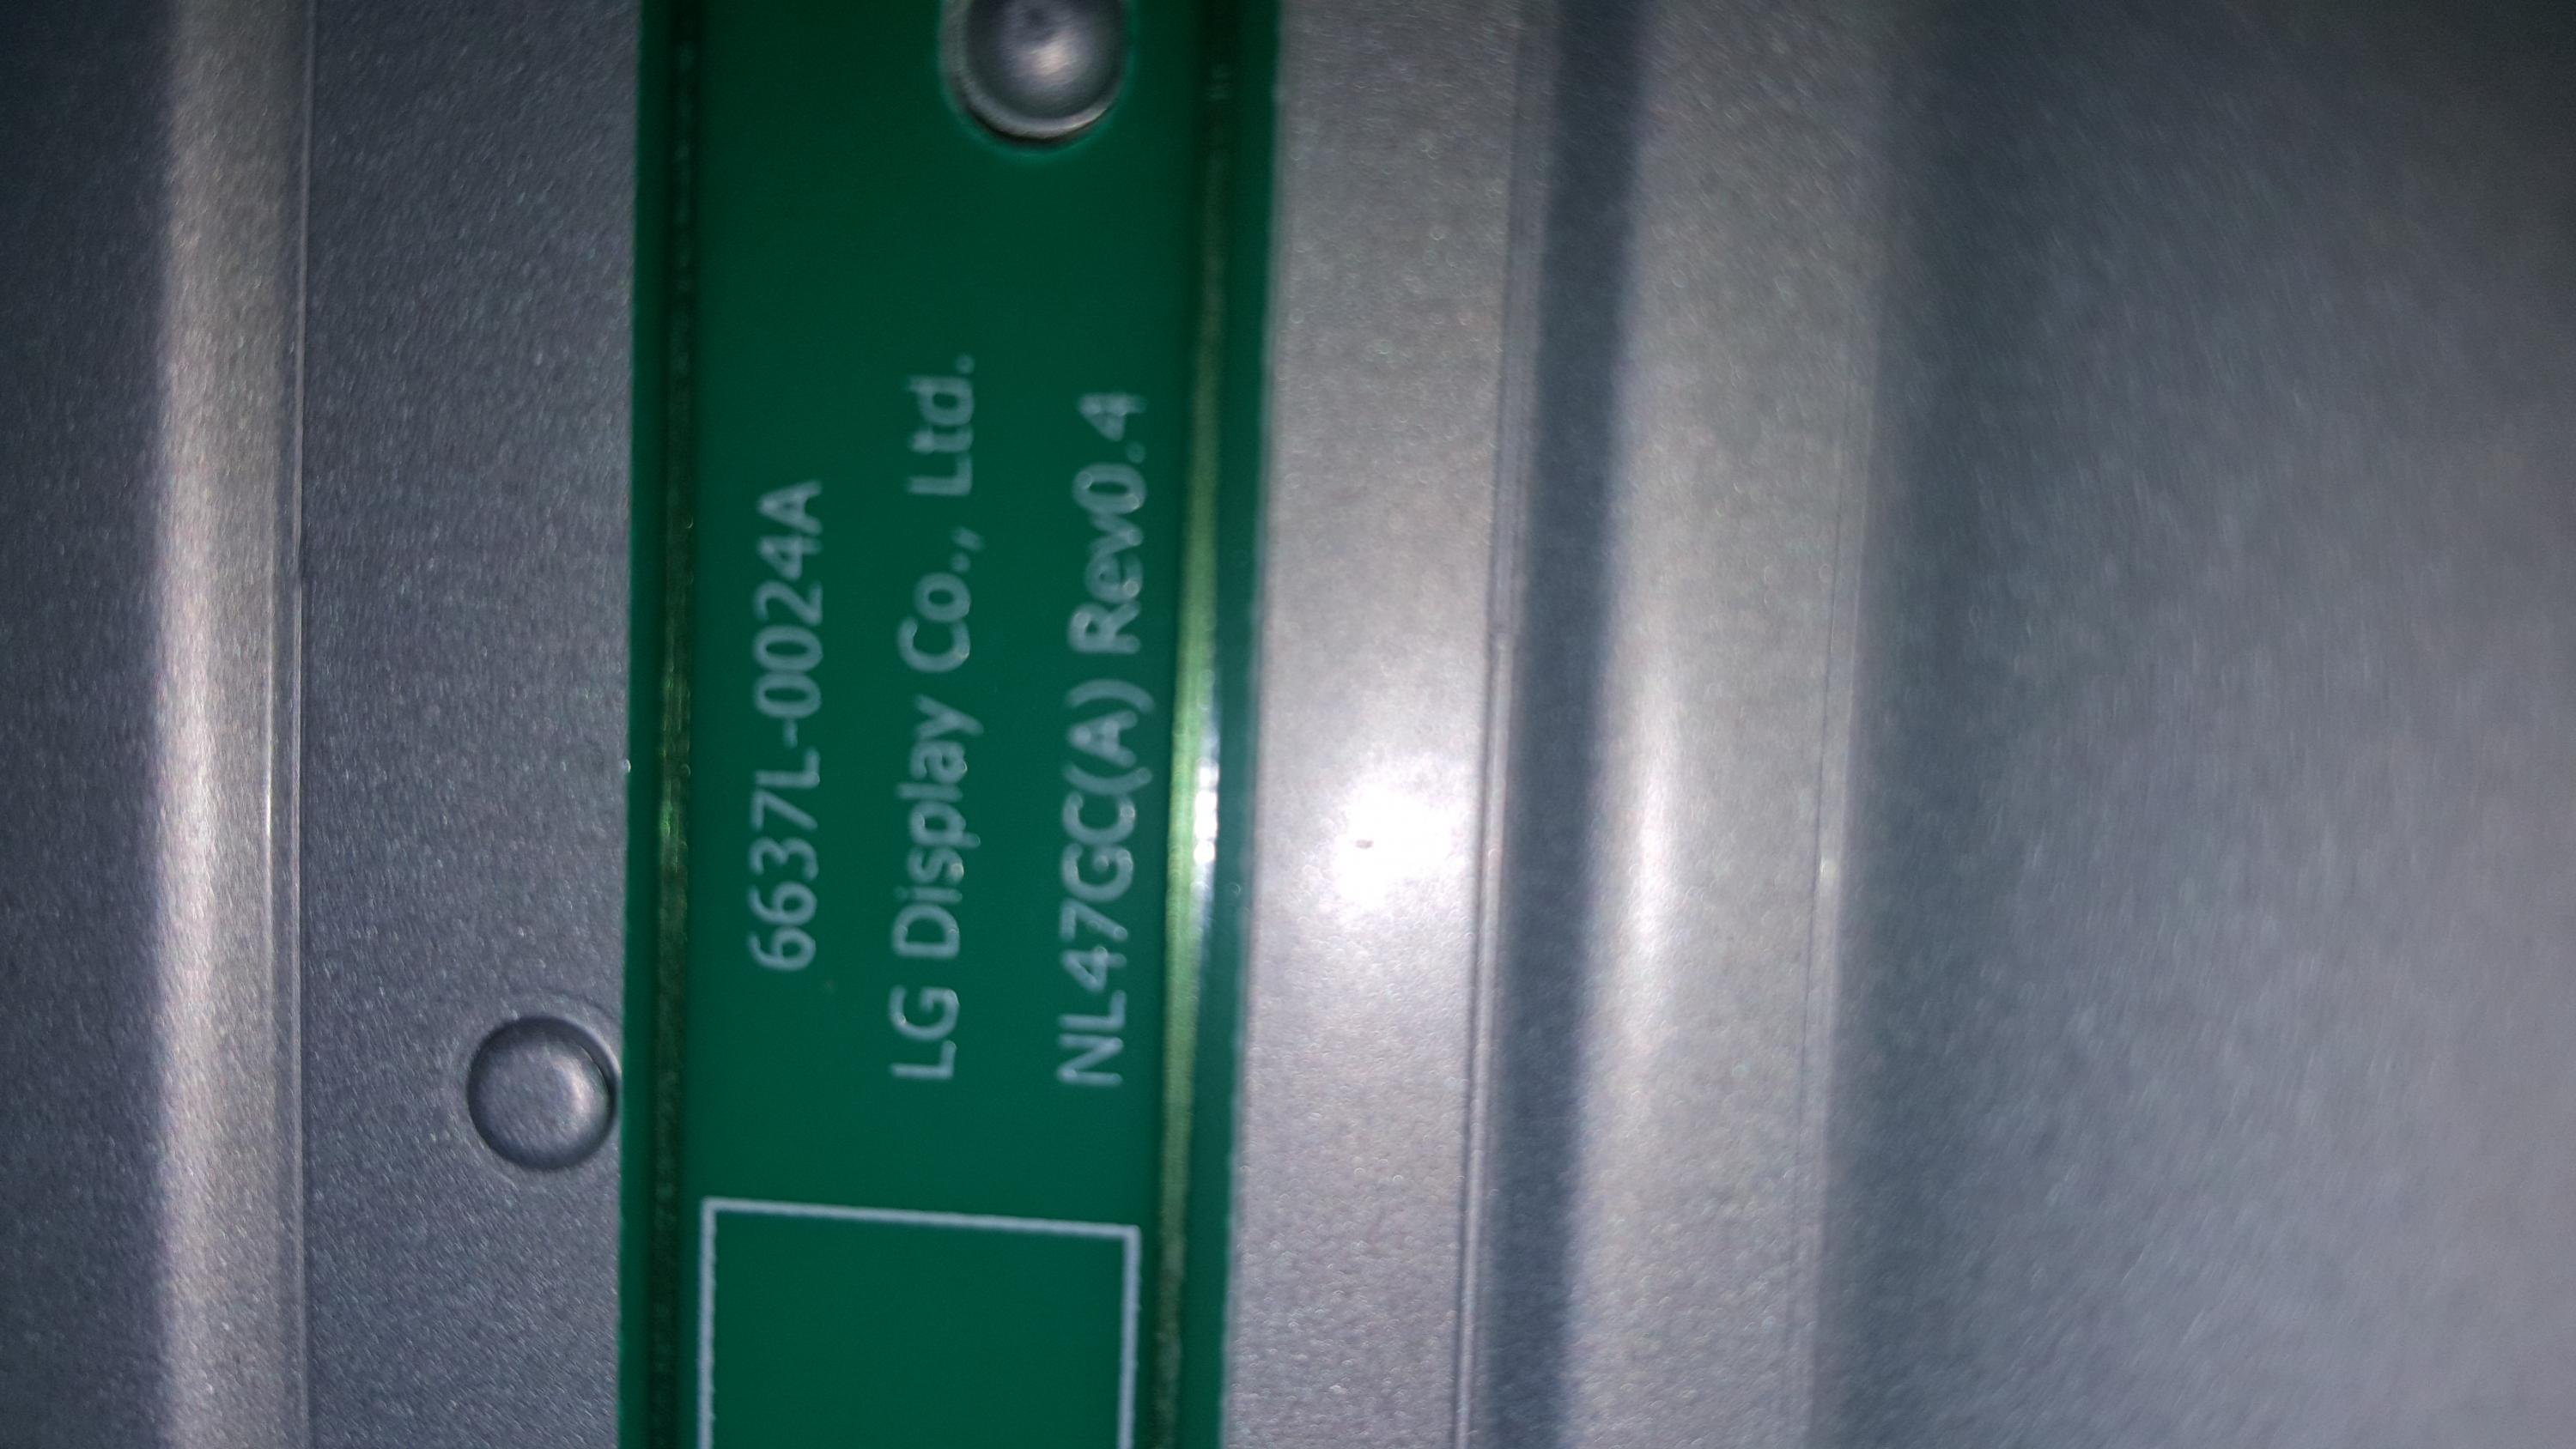 6637L-0024A
LG Display Co., Ltd.
NL47GC(A) Rev0.4